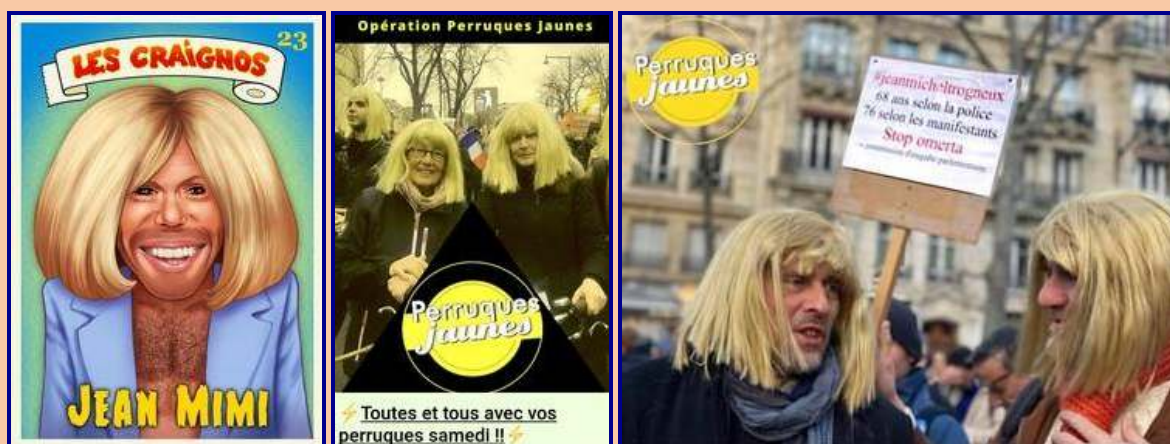 23
LES CRAiGNOS
JEAN MIMI
Opération Perruques Jaunes
Perruques
jaunes
⚡ Toutes et tous avec vos
perruques samedi !! ⚡
Perruques
jaunes
#jeanmicheltrogneux
68 ans selon la police
76 selon les manifestants
Stop omerta